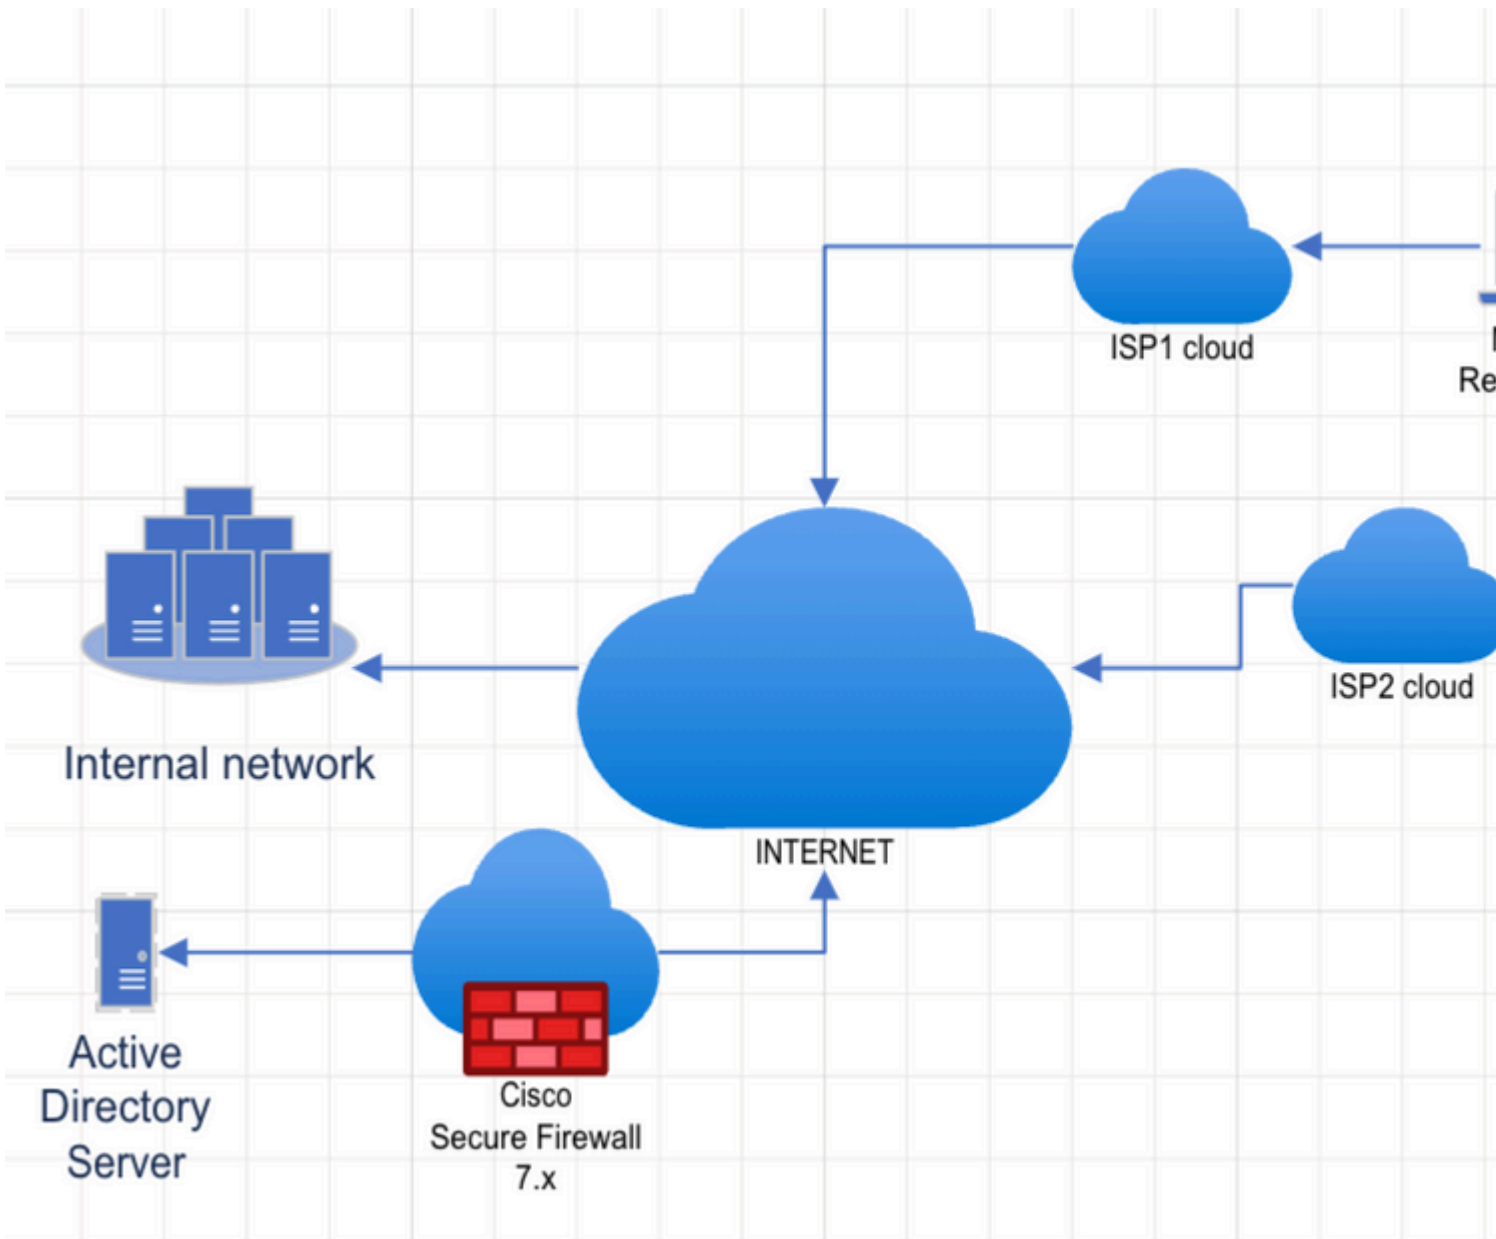 ISP1 cloud
ISP2 cloud
Internal network
INTERNET
Active
Directory
Server
Cisco
Secure Firewall
7.x